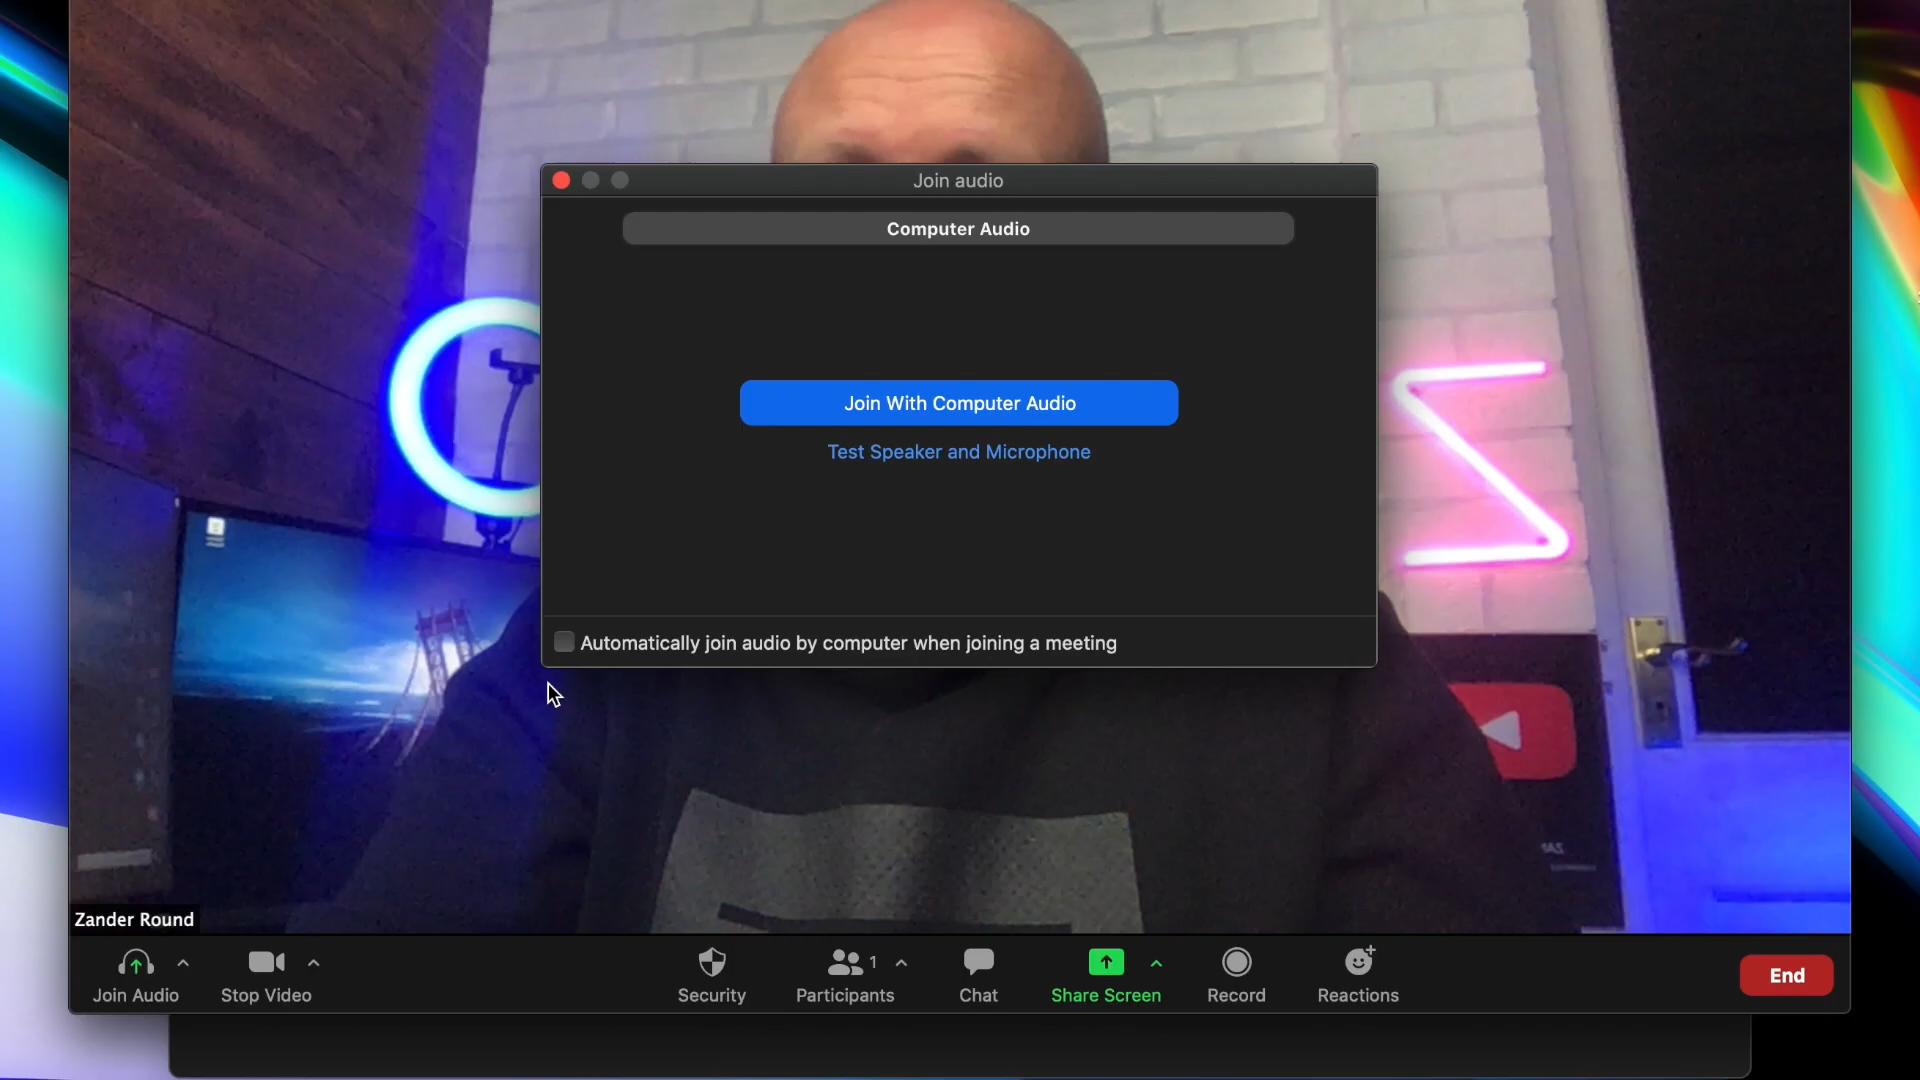 Join audio
Computer Audio
Join With Computer Audio
Test Speaker and Microphone
Automatically join audio by computer when joining a meeting
Zander Round
Join Audio
Stop Video
Security
1
Participants
Chat
Share Screen
Record
Reactions
End